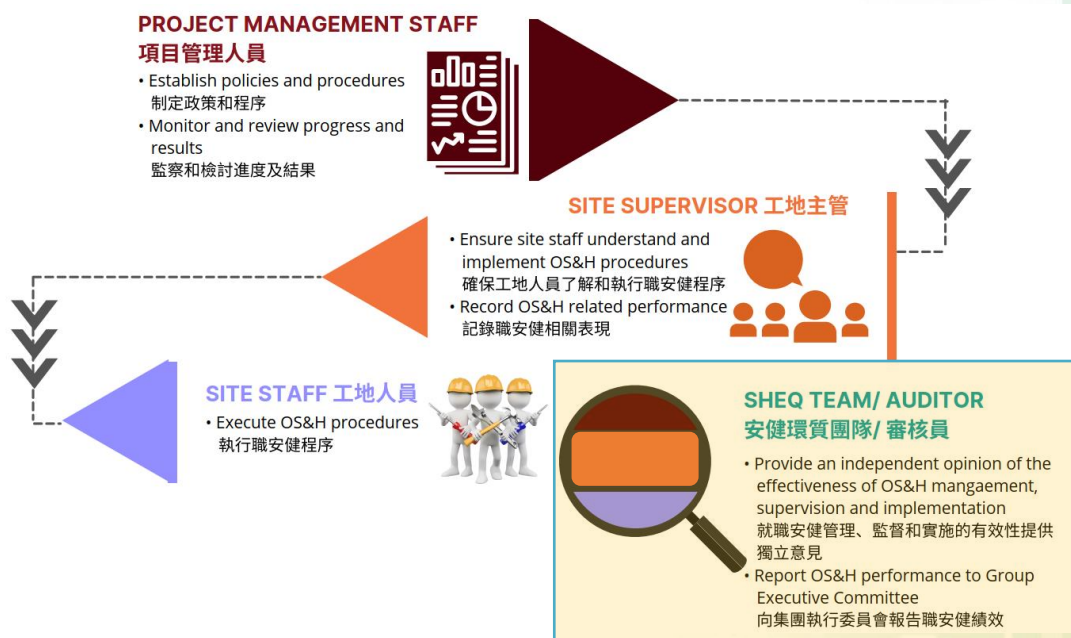 PROJECT MANAGEMENT STAFF
項目管理人員
• Establish policies and procedures
制定政策和程序
• Monitor and review progress and
results
監察和檢討進度及結果
SITE SUPERVISOR 工地主管
• Ensure site staff understand and
implement OS&H procedures
確保工地人員了解和執行職安健程序
• Record OS&H related performance
記錄職安健相關表現
SITE STAFF 工地人員
• Execute OS&H procedures
執行職安健程序
SHEQ TEAM/ AUDITOR
安健環質團隊/ 審核員
• Provide an independent opinion of the
effectiveness of OS&H mangaement,
supervision and implementation
就職安健管理、監督和實施的有效性提供
獨立意見
• Report OS&H performance to Group
Executive Committee
向集團執行委員會報告職安健績效